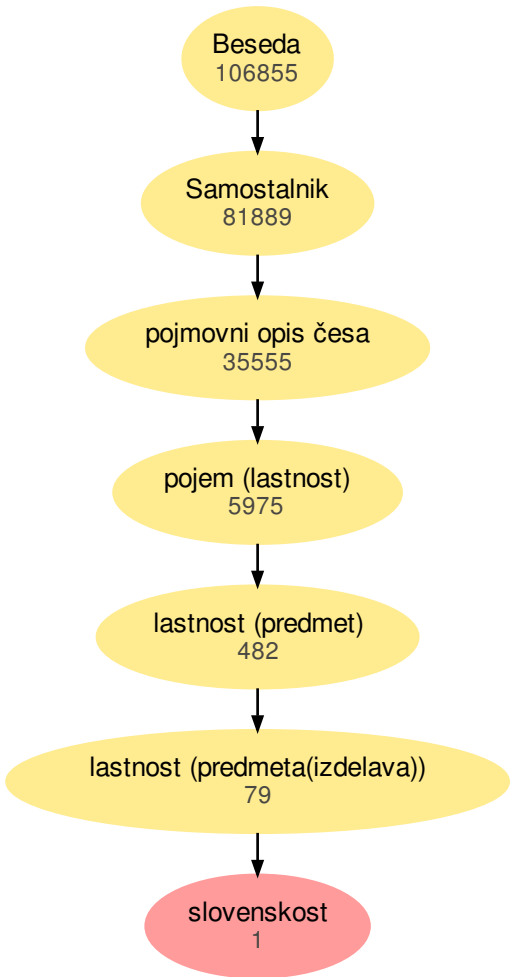 Beseda
106855
Samostalnik
81889
pojmovni opis česa
35555
pojem (lastnost)
5975
lastnost (predmet)
482
lastnost (predmeta(izdelava))
79
slovenskost
1